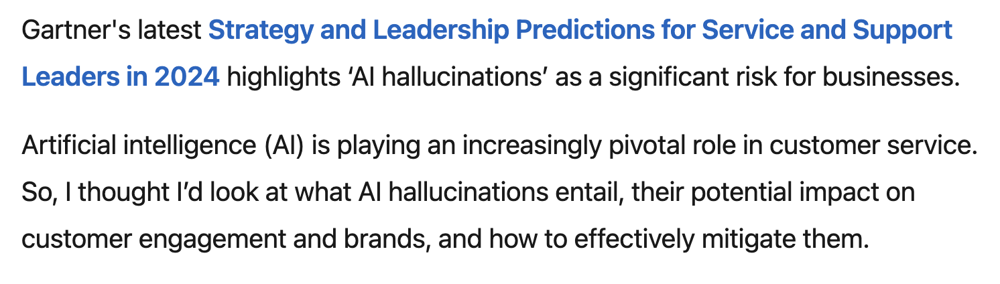 Gartner's latest Strategy and Leadership Predictions for Service and Support
Leaders in 2024 highlights ‘AI hallucinations’ as a significant risk for businesses.
Artificial intelligence (AI) is playing an increasingly pivotal role in customer service.
So, I thought I’d look at what AI hallucinations entail, their potential impact on
customer engagement and brands, and how to effectively mitigate them.